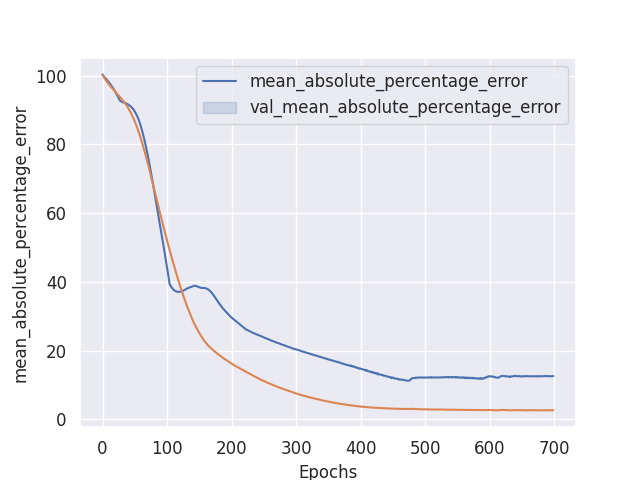 mean_absolute_percentage_error
val_mean_absolute_percentage_error
mean_absolute_percentage_error
100
80
60
40
20
0
0 100 200 300 400 500 600 700
Epochs